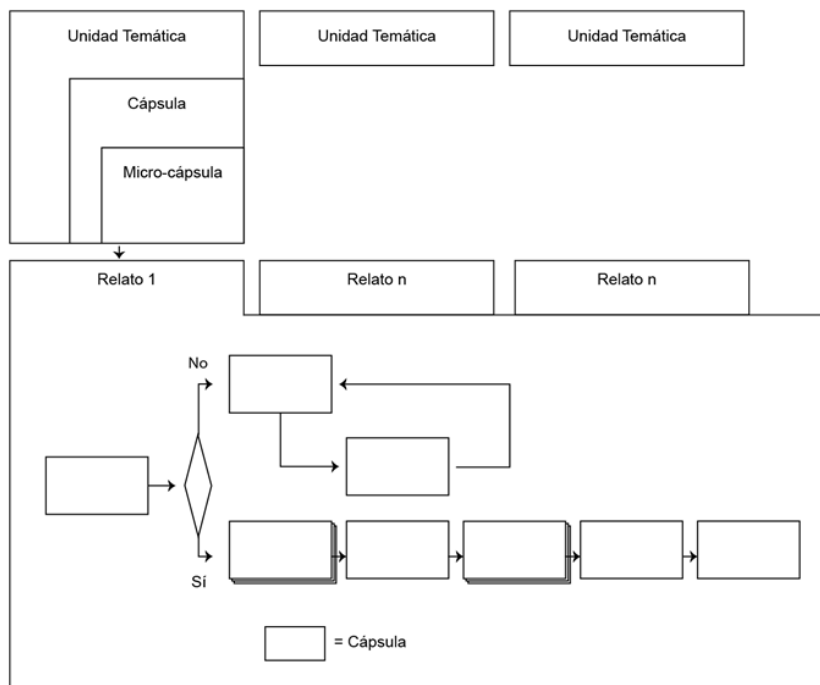 Unidad Temática
Unidad Temática
Unidad Temática
Cápsula
Micro-cápsula
Relato 1
Relato n
Relato n
No
Sí
= Cápsula